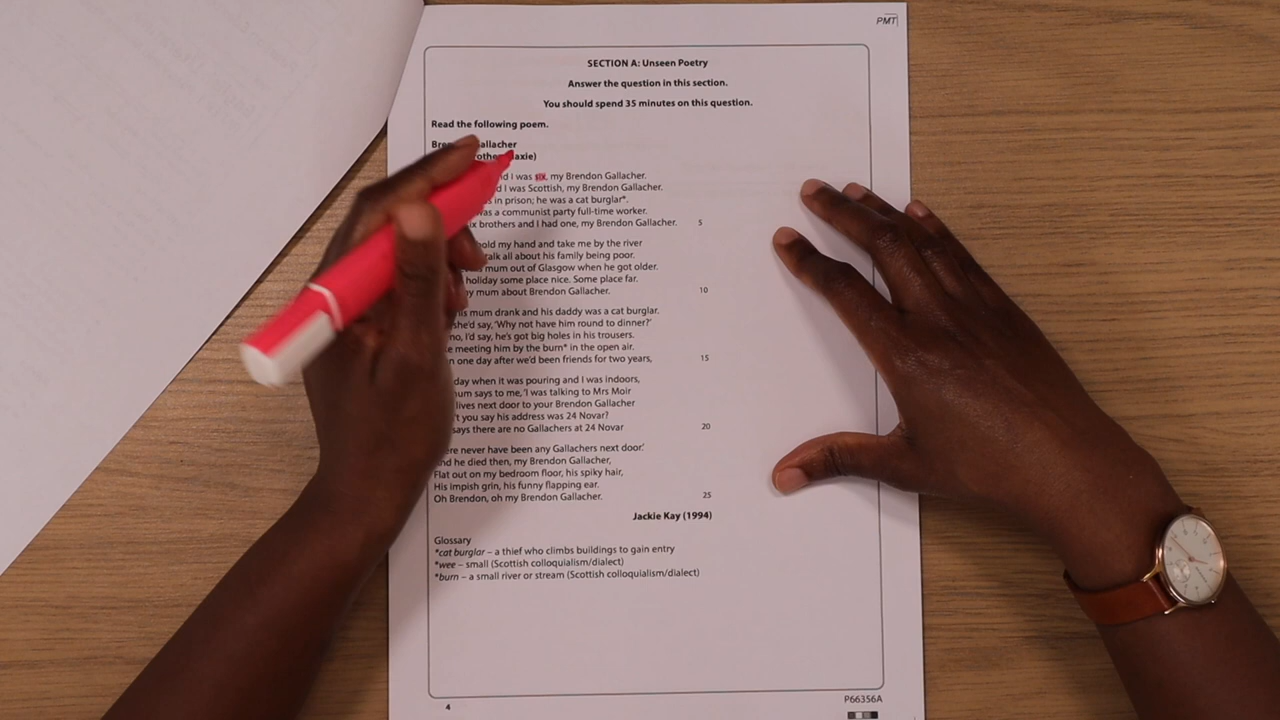 PMT
SECTION A: Unseen Poetry
Answer the question in this section.
You should spend 35 minutes on this question.
Read the following poem.
Gallacher
axie)
I was six, my Brendon Gallacher.
I was Scottish, my Brendon Gallacher.
in prison; he was a cat burglar*.
was a communist party full-time worker.
brothers and I had one, my Brendon Gallacher. 5
hold my hand and take me by the river
talk all about his family being poor.
mum out of Glasgow when he got older.
holiday some place nice. Some place far.
my mum about Brendon Gallacher. 10
his mum drank and his daddy was a cat burglar.
she'd say, 'Why not have him round to dinner?'
no, I'd say, he's got big holes in his trousers.
meeting him by the burn* in the open air.
one day after we'd been friends for two years, 15
day when it was pouring and I was indoors,
mum says to me, 'I was talking to Mrs Moir
lives next door to your Brendon Gallacher
you say his address was 24 Novar?
says there are no Gallachers at 24 Novar 20
never have been any Gallachers next door.'
And he died then, my Brendon Gallacher,
Flat out on my bedroom floor, his spiky hair,
His impish grin, his funny flapping ear.
Oh Brendon, oh my Brendon Gallacher. 25
Jackie Kay (1994)
Glossary
*cat burglar – a thief who climbs buildings to gain entry
*wee – small (Scottish colloquialism/dialect)
*burn – a small river or stream (Scottish colloquialism/dialect)
4
P66356A